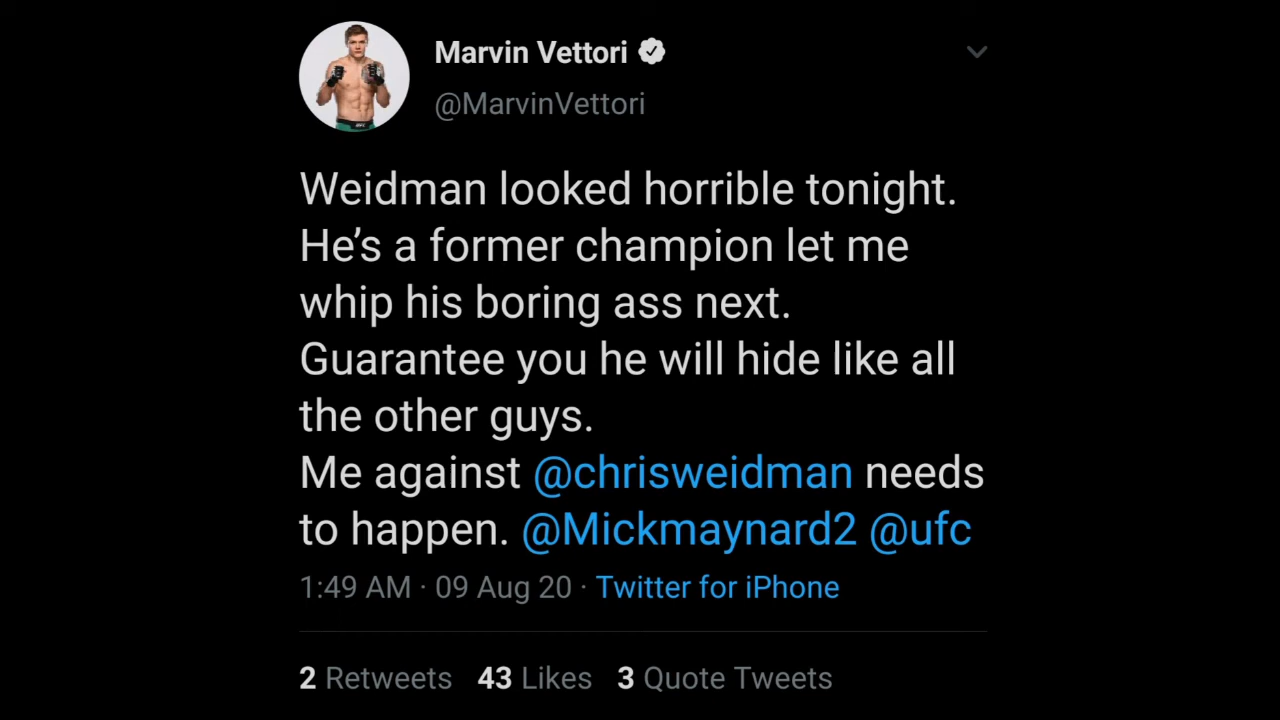 Marvin Vettori
@MarvinVettori
Weidman looked horrible tonight.
He’s a former champion let me
whip his boring ass next.
Guarantee you he will hide like all
the other guys.
Me against @chrisweidman needs
to happen. @Mickmaynard2 @ufc
1:49 AM · 09 Aug 20 · Twitter for iPhone
2 Retweets 43 Likes 3 Quote Tweets